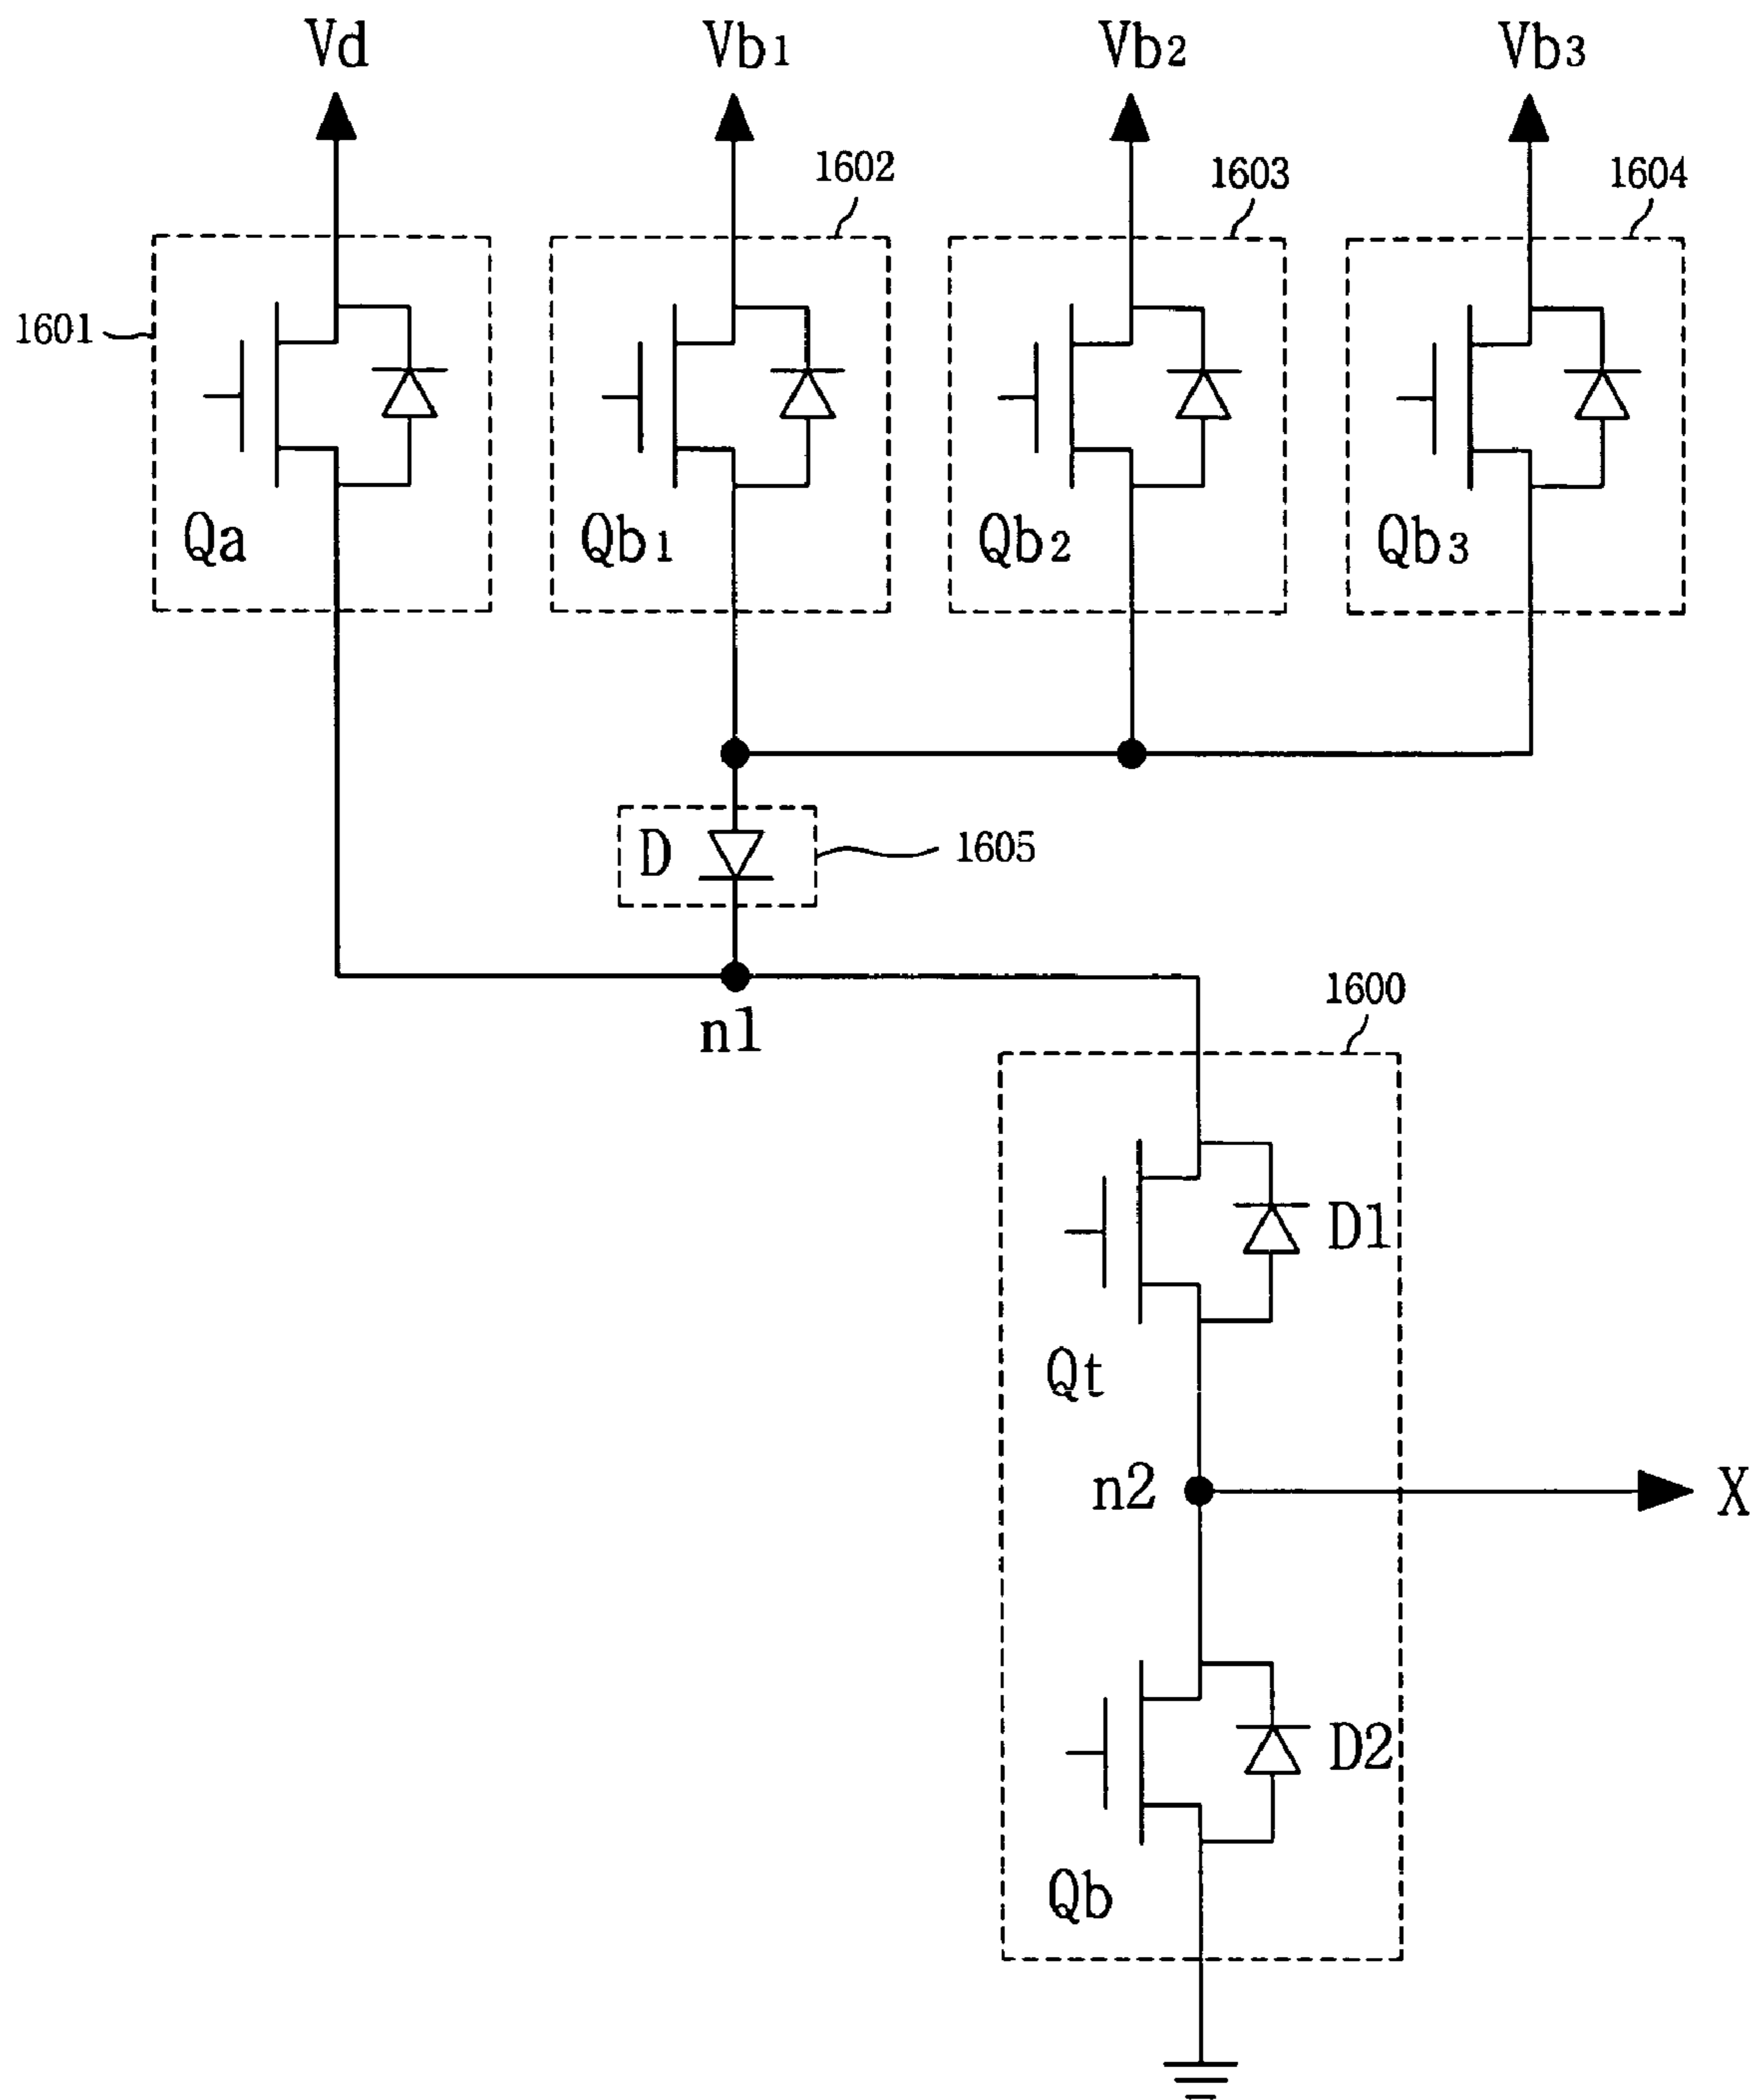 Vd Vb1 Vb2 Vb3
1602 1603 1604
1601
Qa Qb1 Qb2 Qb3
D 1605
n1
1600
D1
Qt
n2 X
D2
Qb